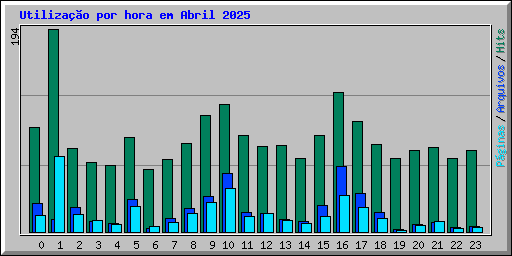 Utilização por hora em Abril 2025
194
Páginas / Arquivos / Hits
0 1 2 3 4 5 6 7 8 9 10 11 12 13 14 15 16 17 18 19 20 21 22 23